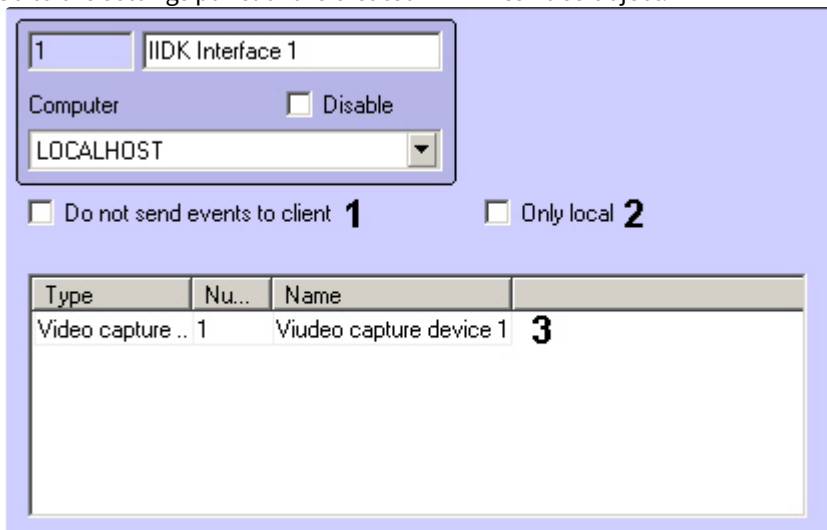 1 IIDK Interface 1
Computer Disable
LOCALHOST
Do not send events to client 1 Only local 2
Type Nu... Name
Video capture .. 1 Viudeo capture device 1 3